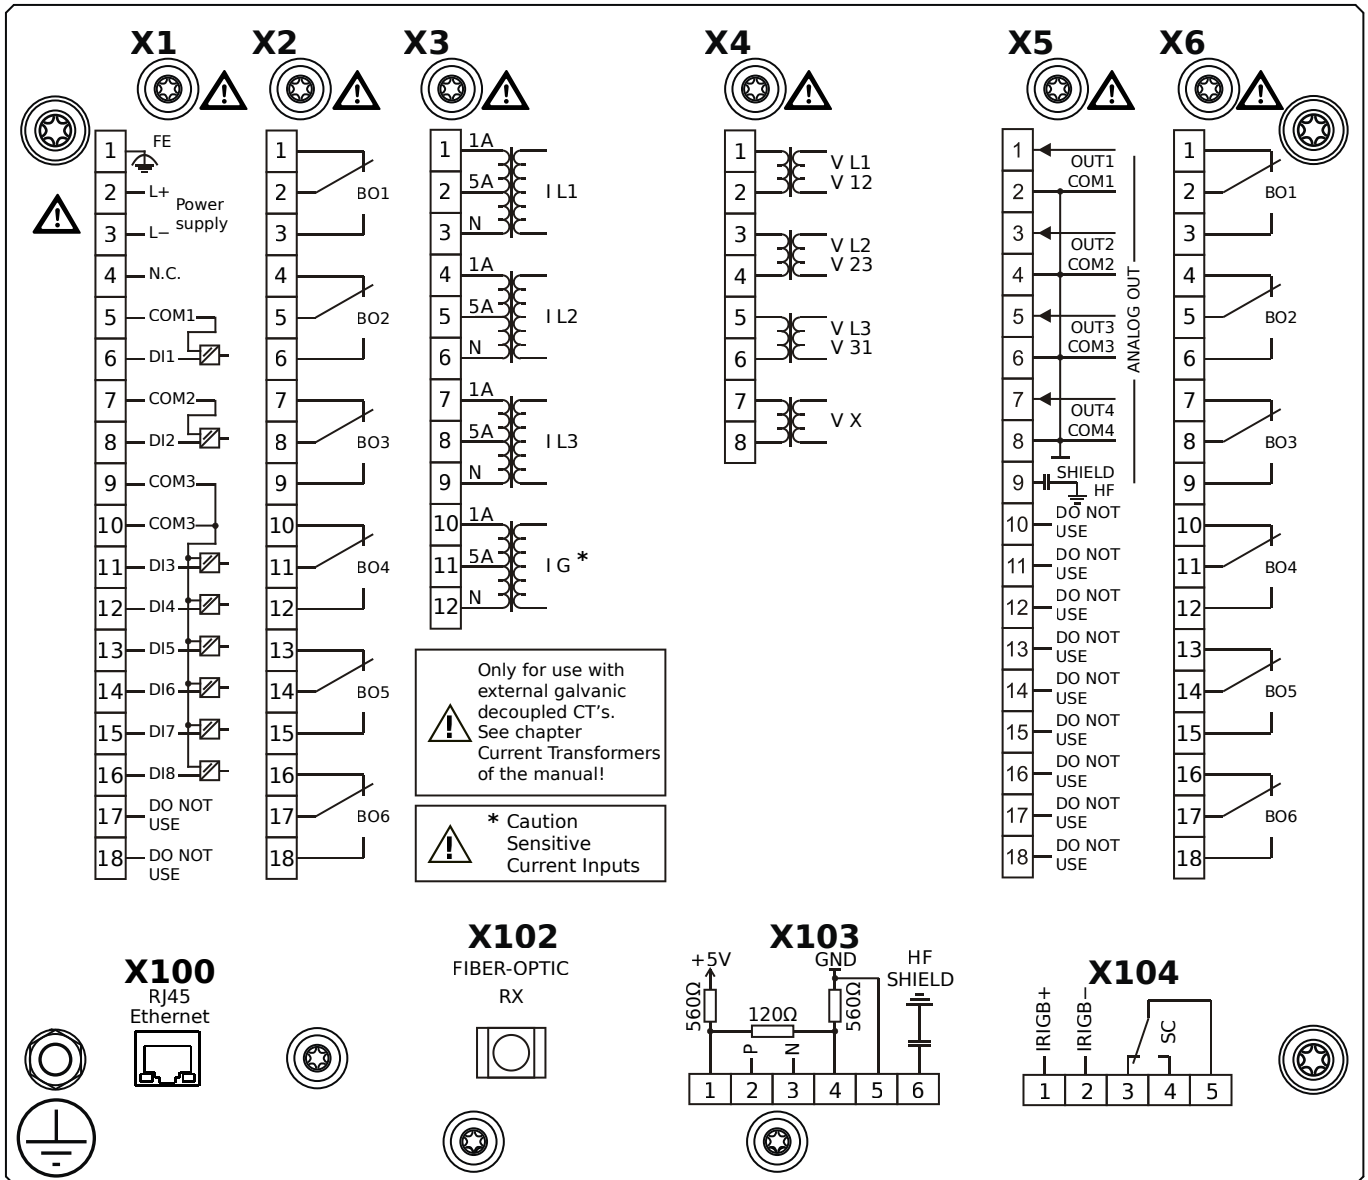 X1
X2
X3
X4
X5
X6
1 FE
2 L+
Power
supply
3 L−
4 N.C.
5 COM1
6 DI1
7 COM2
8 DI2
9 COM3
10 COM3
11 DI3
12 DI4
13 DI5
14 DI6
15 DI7
16 DI8
17 DO NOT
USE
18 DO NOT
USE
1
2 BO1
3
4
5 BO2
6
7
8 BO3
9
10
11 BO4
12
13
14 BO5
15
16
17 BO6
18
1 1A
2 5A I L1
3 N
4 1A
5 5A I L2
6 N
7 1A
8 5A I L3
9 N
10 1A
11 5A I G *
12 N
Only for use with
external galvanic
decoupled CT's.
See chapter
Current Transformers
of the manual!
* Caution
Sensitive
Current Inputs
1 V L1
2 V 12
3 V L2
4 V 23
5 V L3
6 V 31
7 V X
8
1 OUT1
2 COM1
3 OUT2
4 COM2
5 OUT3
6 COM3
7 OUT4
8 COM4
ANALOG OUT
9 SHIELD
HF
10 DO NOT
USE
11 DO NOT
USE
12 DO NOT
USE
13 DO NOT
USE
14 DO NOT
USE
15 DO NOT
USE
16 DO NOT
USE
17 DO NOT
USE
18 DO NOT
USE
1
2 BO1
3
4
5 BO2
6
7
8 BO3
9
10
11 BO4
12
13
14 BO5
15
16
17 BO6
18
X100
RJ45
Ethernet
X102
FIBER-OPTIC
RX
X103
+5V
GND
HF
SHIELD
560Ω
120Ω
560Ω
P
N
1 2 3 4 5 6
X104
IRIGB+
IRIGB−
SC
1 2 3 4 5